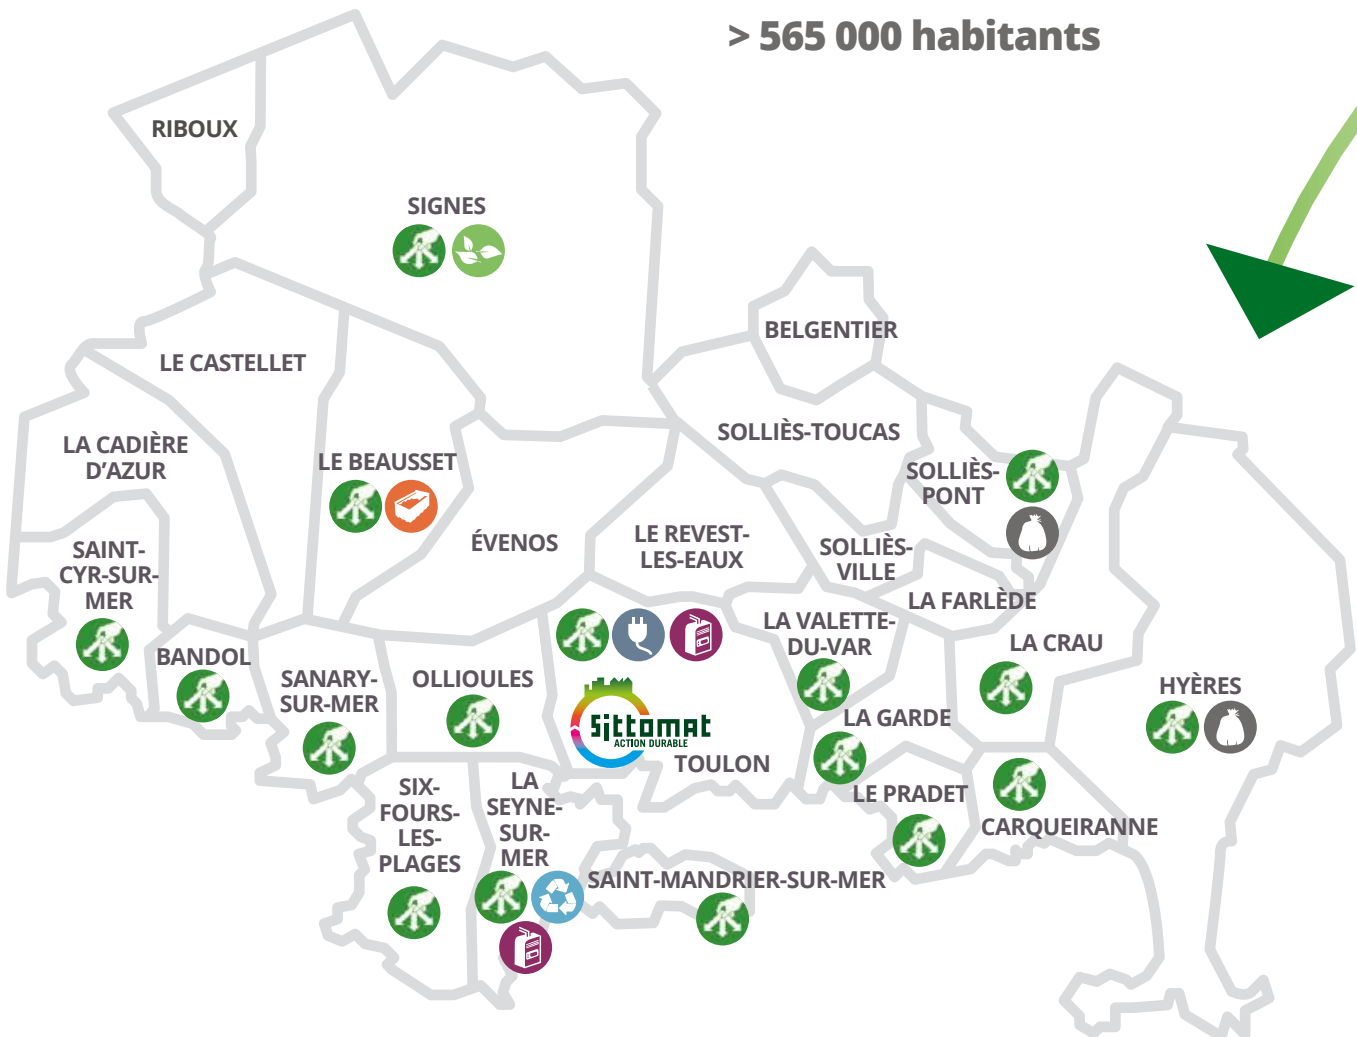 > 565 000 habitants
RIBOUX
SIGNES
BELGENTIER
LE CASTELLET
SOLLIÈS-TOUCAS
LA CADIÈRE
D'AZUR
LE BEAUSSET
SOLLIÈS-
PONT
ÉVENOS
LE REVEST-
LES-EAUX
SOLLIÈS-
VILLE
SAINT-
CYR-SUR-
MER
LA FARLÈDE
LA VALETTE-
DU-VAR
LA CRAU
BANDOL
SANARY-
SUR-MER
OLLIOULES
HYÈRES
LA GARDE
Sittomat
ACTION DURABLE
TOULON
SIX-
FOURS-
LES-
PLAGES
LA
SEYNE-
SUR-
MER
LE PRADET
CARQUEIRANNE
SAINT-MANDRIER-SUR-MER